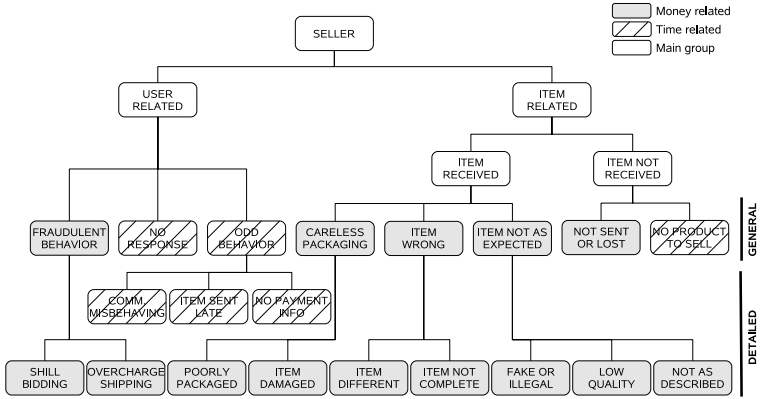 Money related
Time related
Main group
SELLER
USER
RELATED
ITEM
RELATED
ITEM
RECEIVED
ITEM NOT
RECEIVED
GENERAL
FRAUDULENT
BEHAVIOR
NO
RESPONSE
ODD
BEHAVIOR
CARELESS
PACKAGING
ITEM
WRONG
ITEM NOT AS
EXPECTED
NOT SENT
OR LOST
NO PRODUCT
TO SELL
DETAILED
COMM.
MISBEHAVING
ITEM SENT
LATE
NO PAYMENT
INFO
SHILL
BIDDING
OVERCHARGE
SHIPPING
POORLY
PACKAGED
ITEM
DAMAGED
ITEM
DIFFERENT
ITEM NOT
COMPLETE
FAKE OR
ILLEGAL
LOW
QUALITY
NOT AS
DESCRIBED